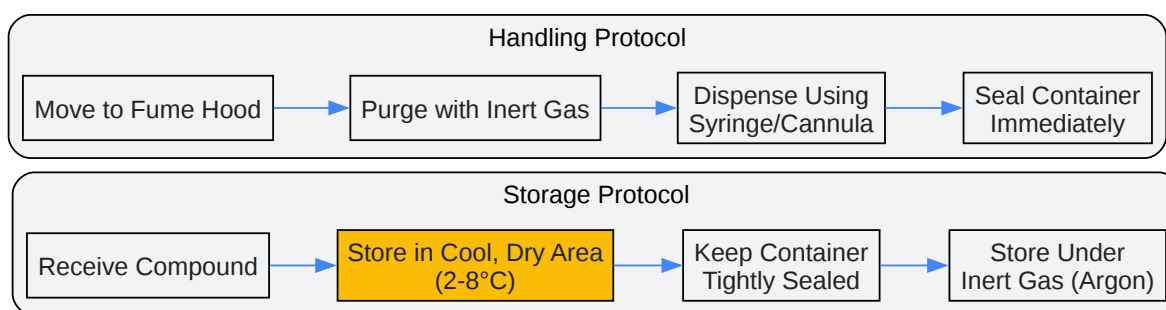 Handling Protocol
Move to Fume Hood
Purge with Inert Gas
Dispense Using
Syringe/Cannula
Seal Container
Immediately
Storage Protocol
Receive Compound
Store in Cool, Dry Area
(2-8°C)
Keep Container
Tightly Sealed
Store Under
Inert Gas (Argon)